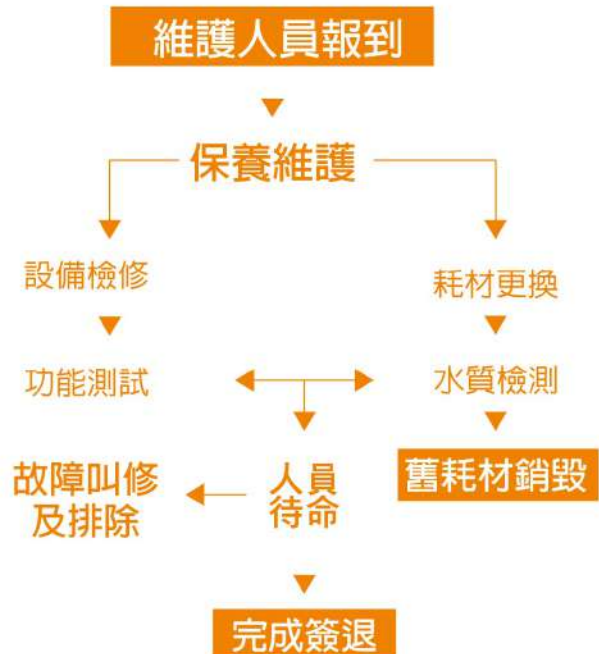 維護人員報到
保養維護
設備檢修
耗材更換
功能測試
水質檢測
故障叫修
及排除
人員
待命
舊耗材銷毀
完成簽退